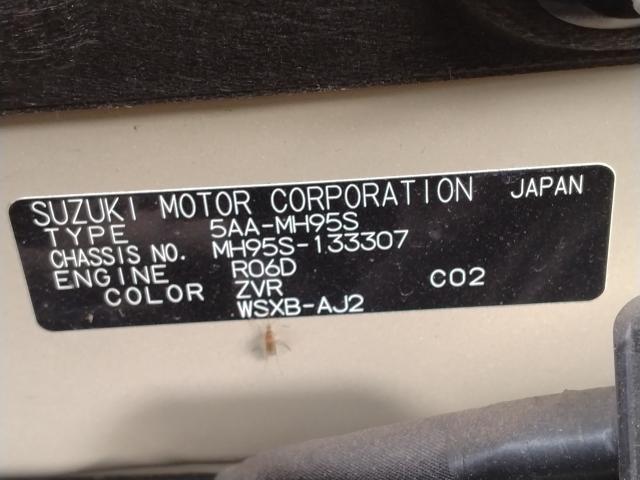 SUZUKI MOTOR CORPORATION JAPAN
TYPE 5AA-MH95S
CHASSIS NO. MH95S-133307
ENGINE R06D C02
COLOR ZVR
WSXB-AJ2